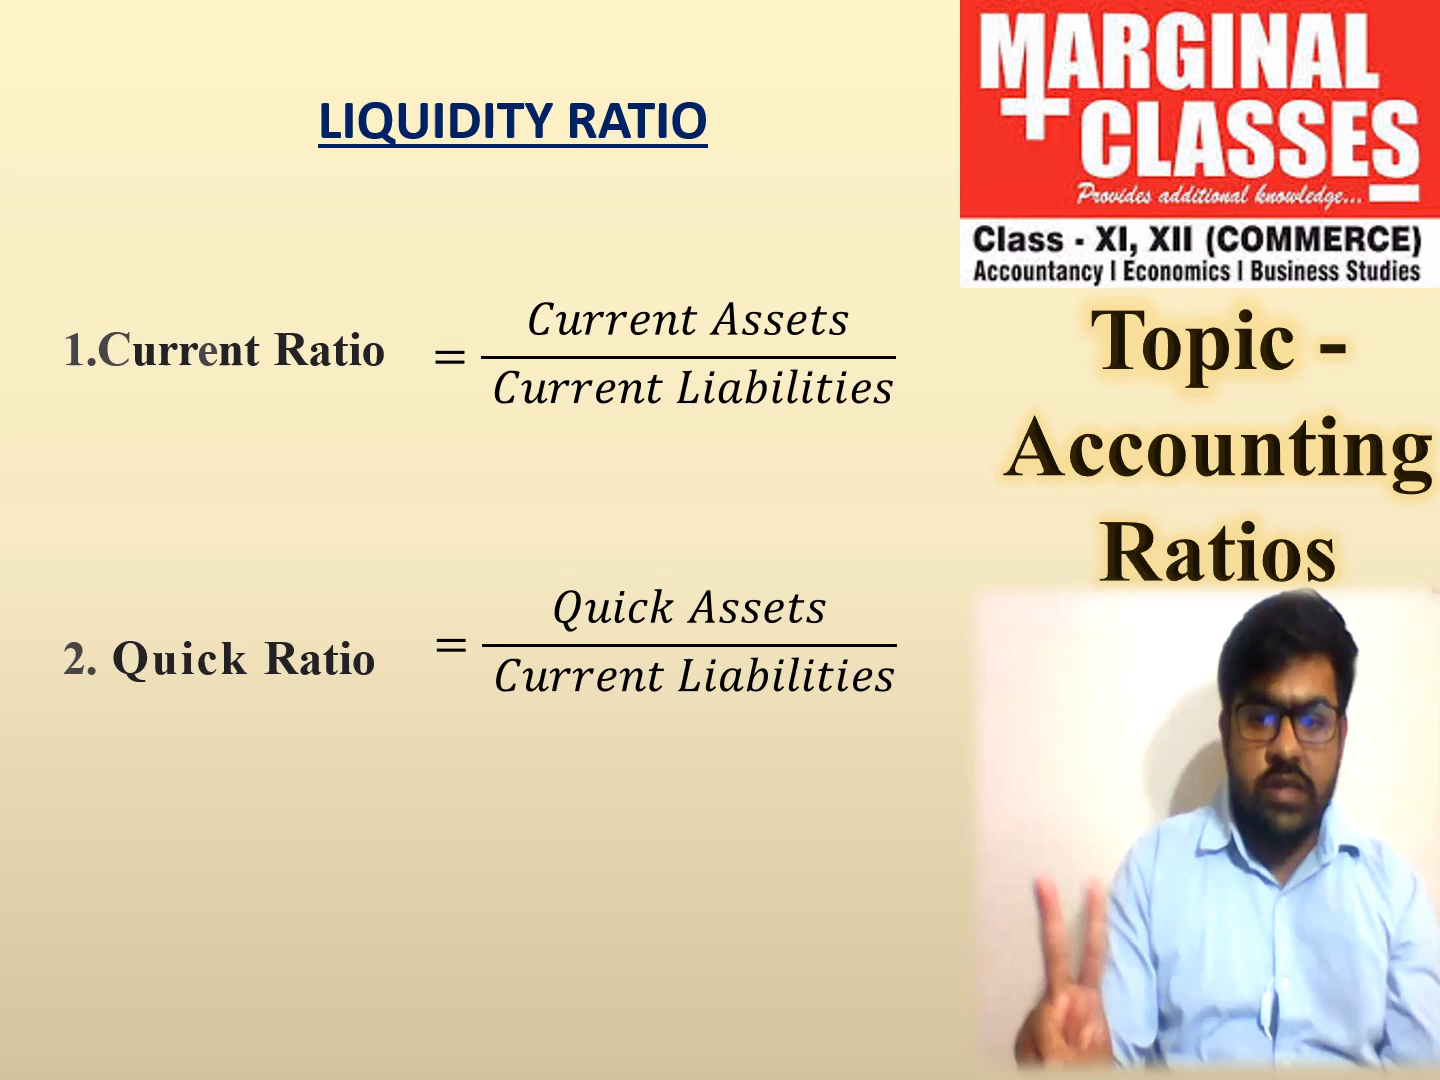 LIQUIDITY RATIO
1.Current Ratio = Current Assets / Current Liabilities
2. Quick Ratio = Quick Assets / Current Liabilities
MARGINAL
CLASSES
Provides additional knowledge...
Class - XI, XII (COMMERCE)
Accountancy | Economics | Business Studies
Topic -
Accounting
Ratios